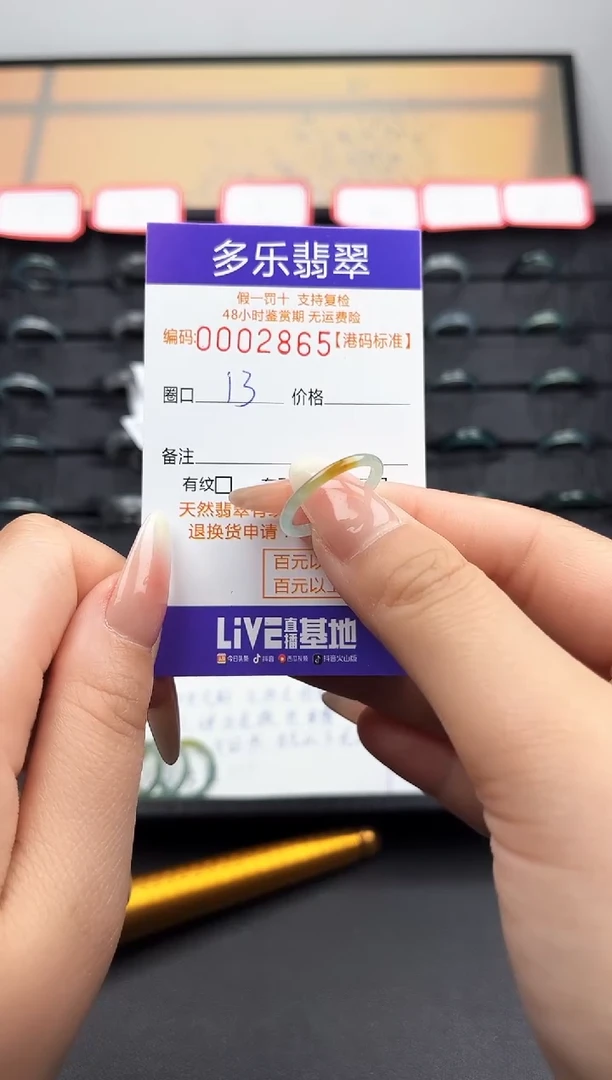 多乐翡翠
假一罚十 支持复检
48小时鉴赏期 无运费险
编码:0002865【港码标准】
圈口 13 价格
备注
有纹
天然翡翠有
退换货申请
百元以
百元以上
LiVE直播基地
今日头条 抖音 西瓜视频 抖音火山版